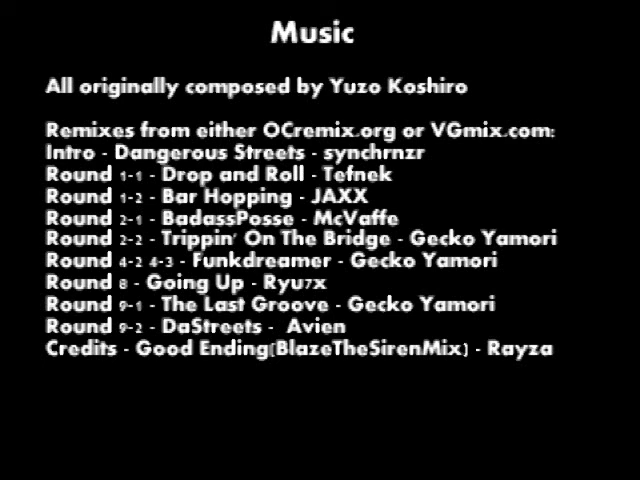 Music
All originally composed by Yuzo Koshiro
Remixes from either OCremix.org or VGmix.com:
Intro - Dangerous Streets - synchrnzr
Round 1-1 - Drop and Roll - Tefnek
Round 1-2 - Bar Hopping - JAXX
Round 2-1 - BadassPosse - McVaffe
Round 2-2 - Trippin' On The Bridge - Gecko Yamori
Round 4-2 4-3 - Funkdreamer - Gecko Yamori
Round 8 - Going Up - Ryu7x
Round 9-1 - The Last Groove - Gecko Yamori
Round 9-2 - DaStreets - Avien
Credits - Good Ending(BlazeTheSirenMix) - Rayza